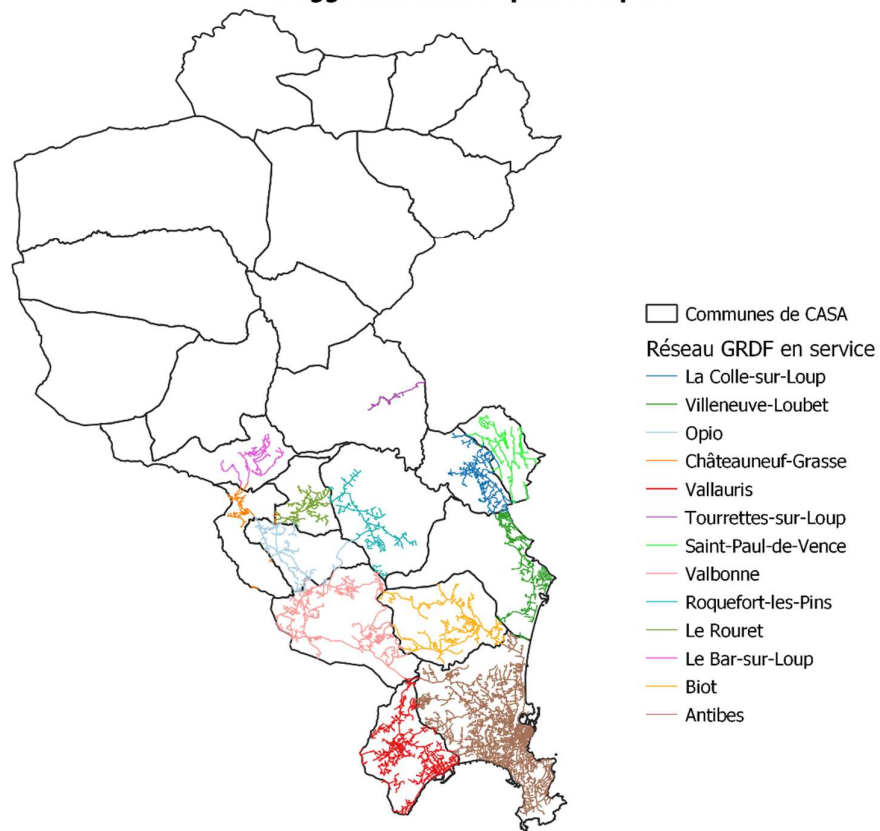 Communes de CASA
Réseau GRDF en service
La Colle-sur-Loup
Villeneuve-Loubet
Opio
Châteauneuf-Grasse
Vallauris
Tourrettes-sur-Loup
Saint-Paul-de-Vence
Valbonne
Roquefort-les-Pins
Le Rouret
Le Bar-sur-Loup
Biot
Antibes